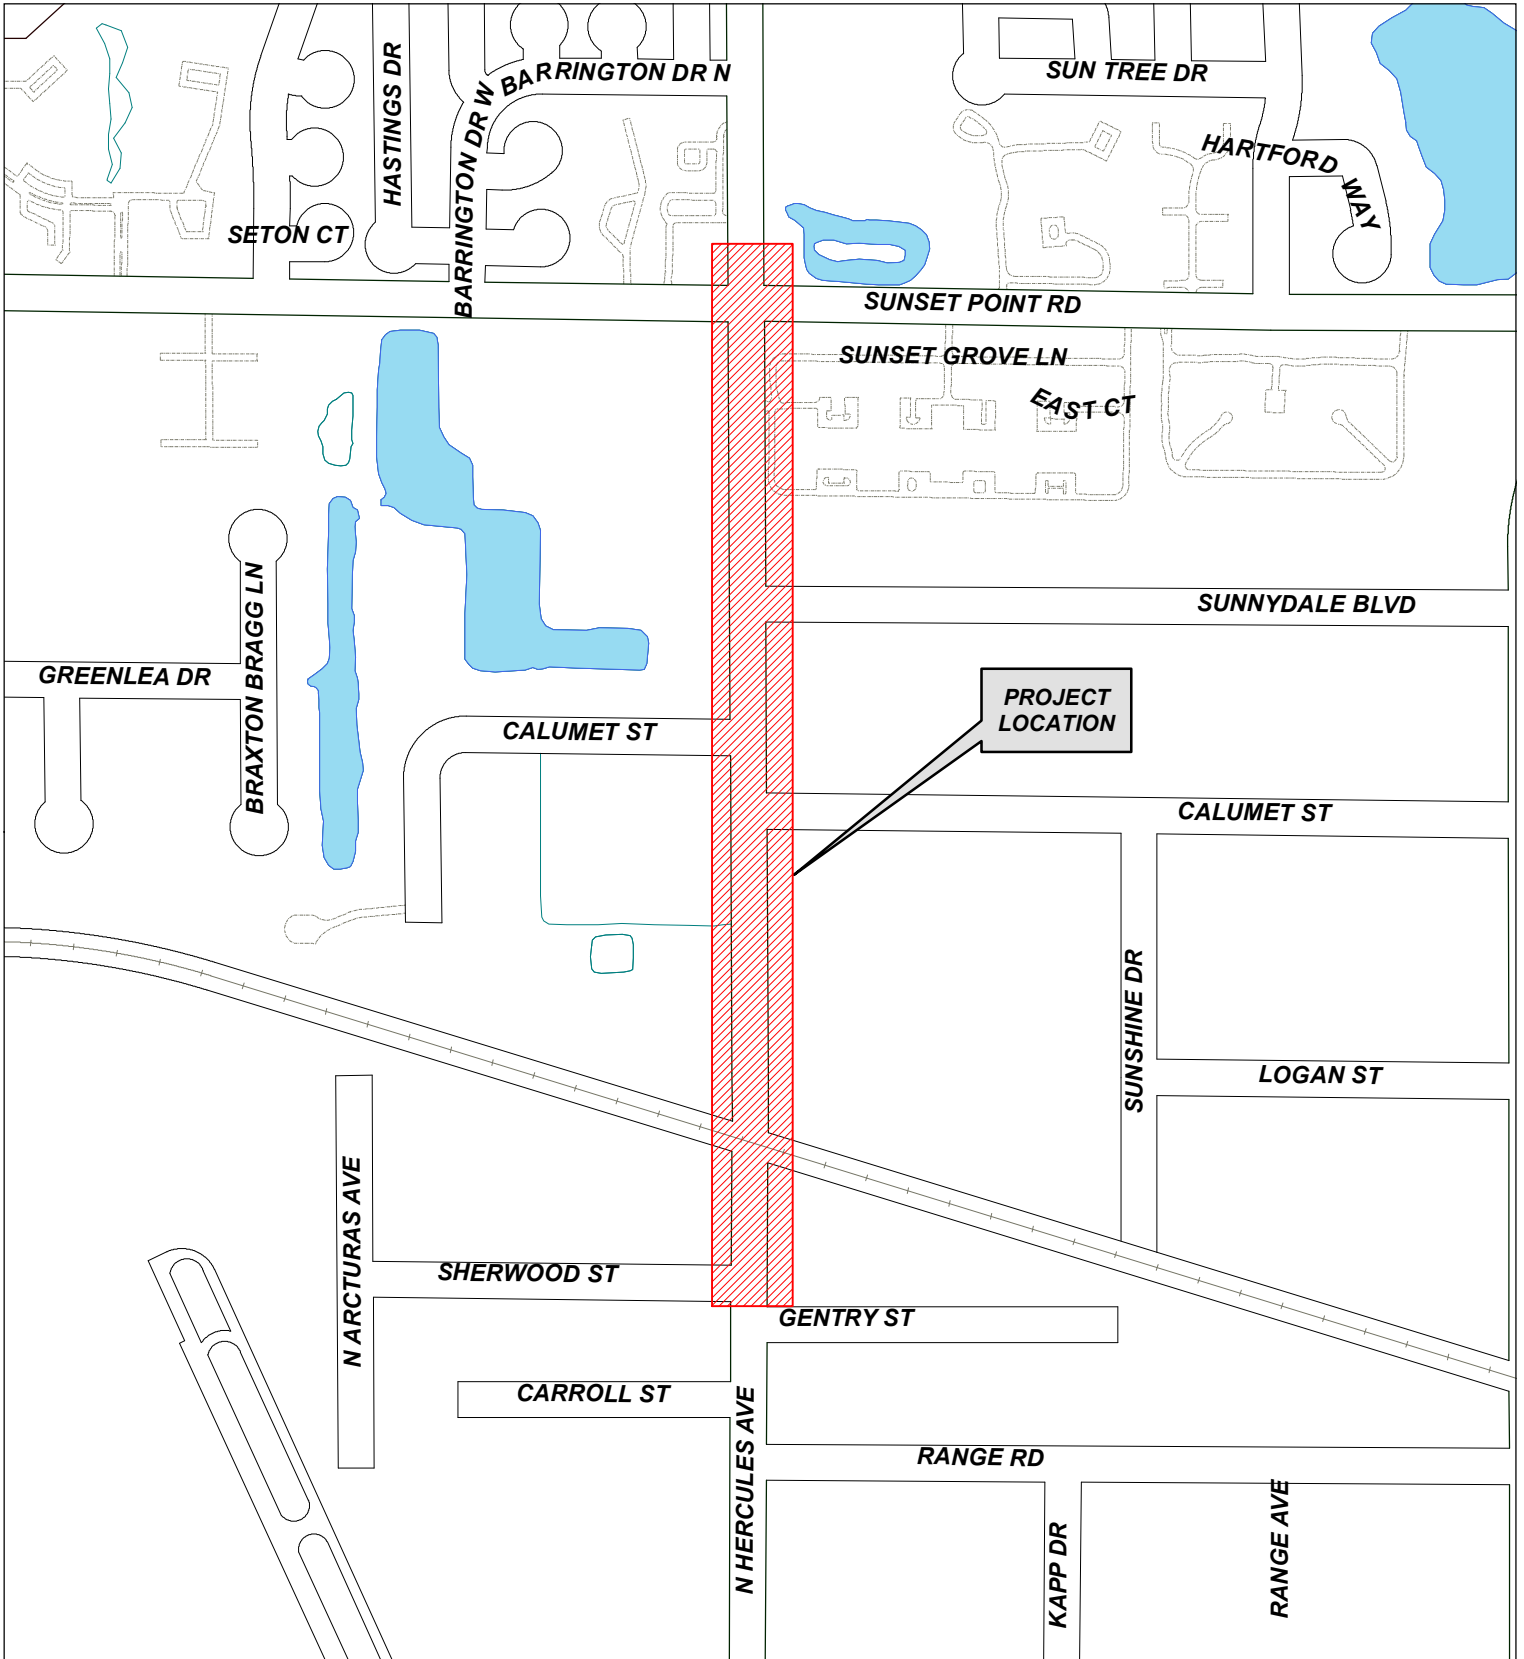 BARRINGTON DR N
SUN TREE DR
HASTINGS DR
BARRINGTON DR W
HARTFORD WAY
SETON CT
SUNSET POINT RD
SUNSET GROVE LN
EAST CT
SUNNYDALE BLVD
BRAXTON BRAGG LN
GREENLEA DR
PROJECT
LOCATION
CALUMET ST
CALUMET ST
SUNSHINE DR
LOGAN ST
N ARCTURAS AVE
SHERWOOD ST
GENTRY ST
CARROLL ST
N HERCULES AVE
RANGE RD
KAPP DR
RANGE AVE